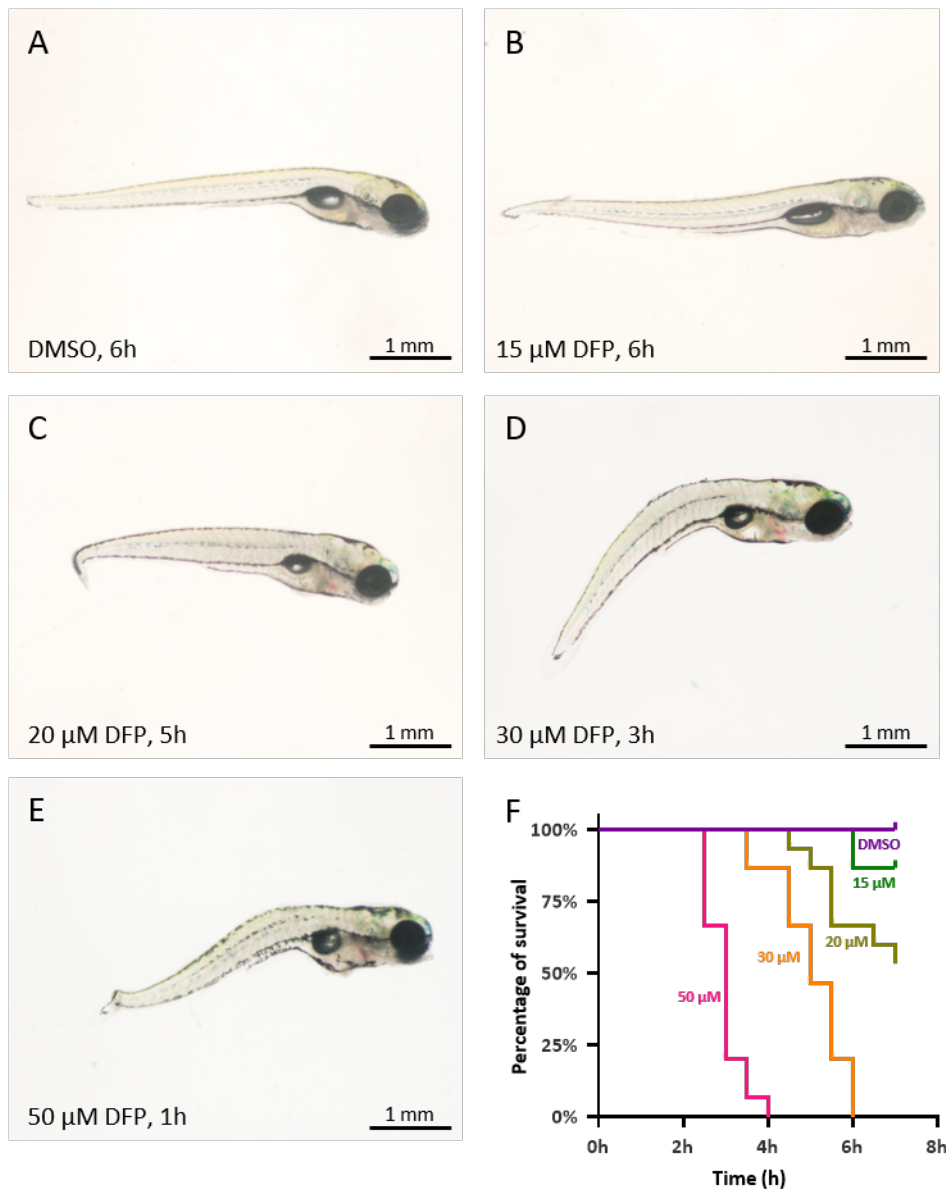 A
DMSO, 6h
1 mm
B
15 µM DFP, 6h
1 mm
C
20 µM DFP, 5h
1 mm
D
30 µM DFP, 3h
1 mm
E
50 µM DFP, 1h
1 mm
F
Percentage of survival
100%
75%
50%
25%
0%
DMSO
15 µM
20 µM
30 µM
50 µM
0h
2h
4h
6h
8h
Time (h)